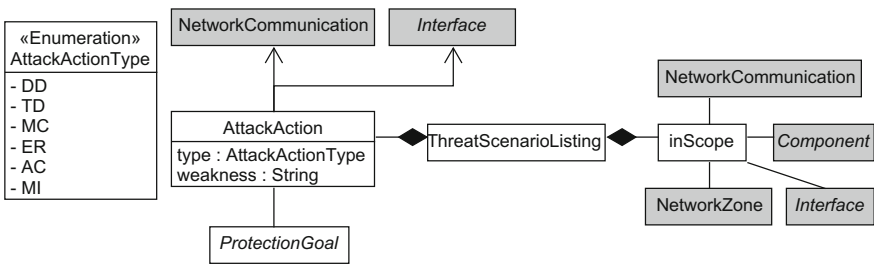 «Enumeration»
AttackActionType
- DD
- TD
- MC
- ER
- AC
- MI
NetworkCommunication
Interface
AttackAction
type : AttackActionType
weakness : String
ProtectionGoal
ThreatScenarioListing
inScope
NetworkCommunication
Component
NetworkZone
Interface